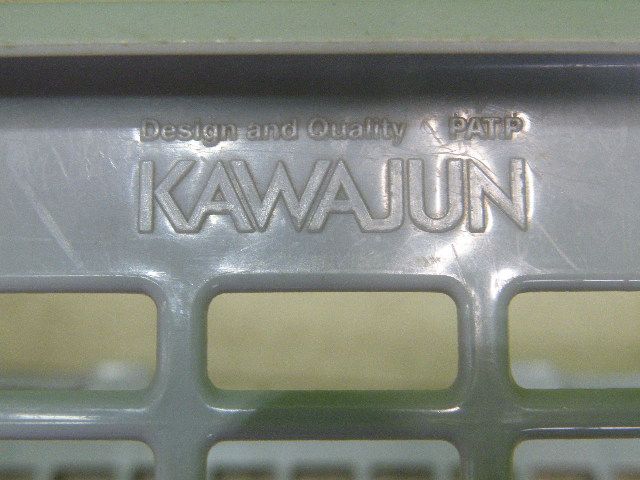 Design and Quality PAT.P
KAWAJUN